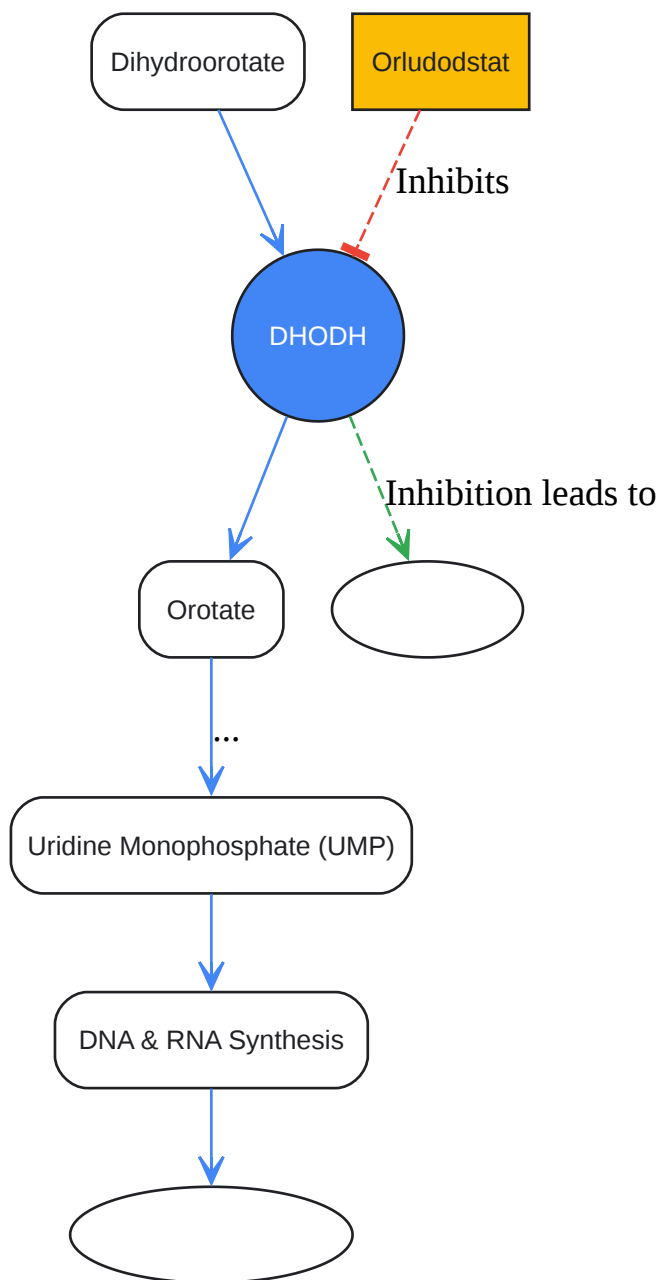 Dihydroorotate
Orludodstat
Inhibits
DHODH
Inhibition leads to
Orotate
...
Uridine Monophosphate (UMP)
DNA & RNA Synthesis